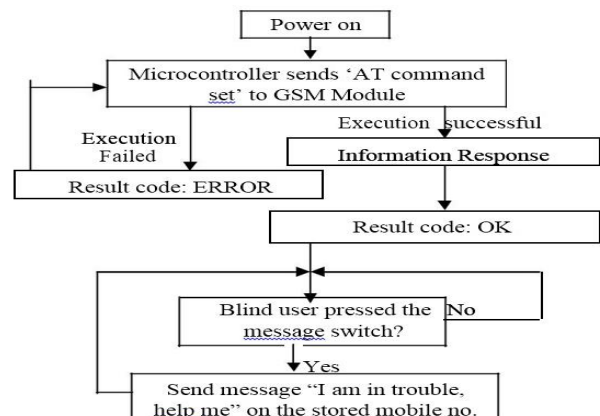 Power on
Microcontroller sends ‘AT command
set’ to GSM Module
Execution successful
Execution
Failed
Information Response
Result code: ERROR
Result code: OK
Blind user pressed the
message switch?
No
Yes
Send message “I am in trouble,
help me” on the stored mobile no.